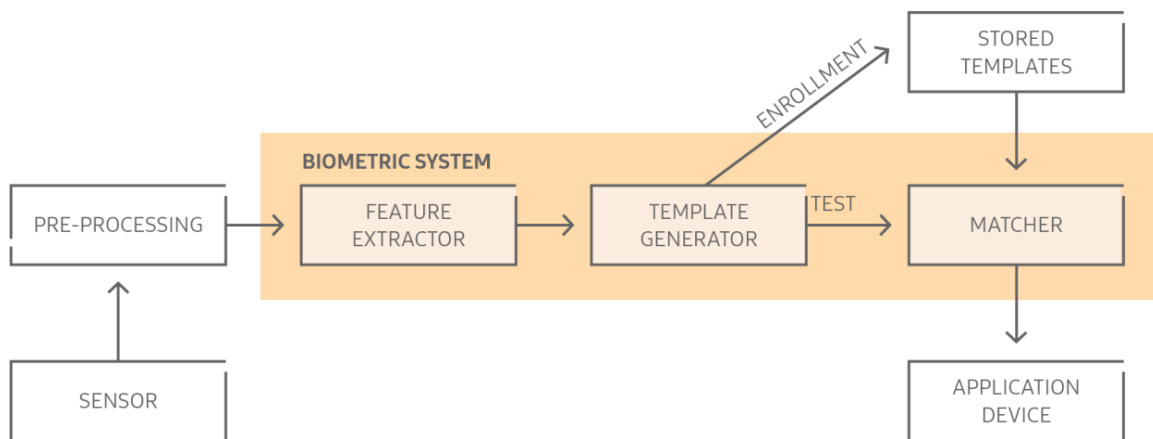 STORED
TEMPLATES
ENROLLMENT
BIOMETRIC SYSTEM
PRE-PROCESSING
FEATURE
EXTRACTOR
TEMPLATE
GENERATOR
TEST
MATCHER
SENSOR
APPLICATION
DEVICE